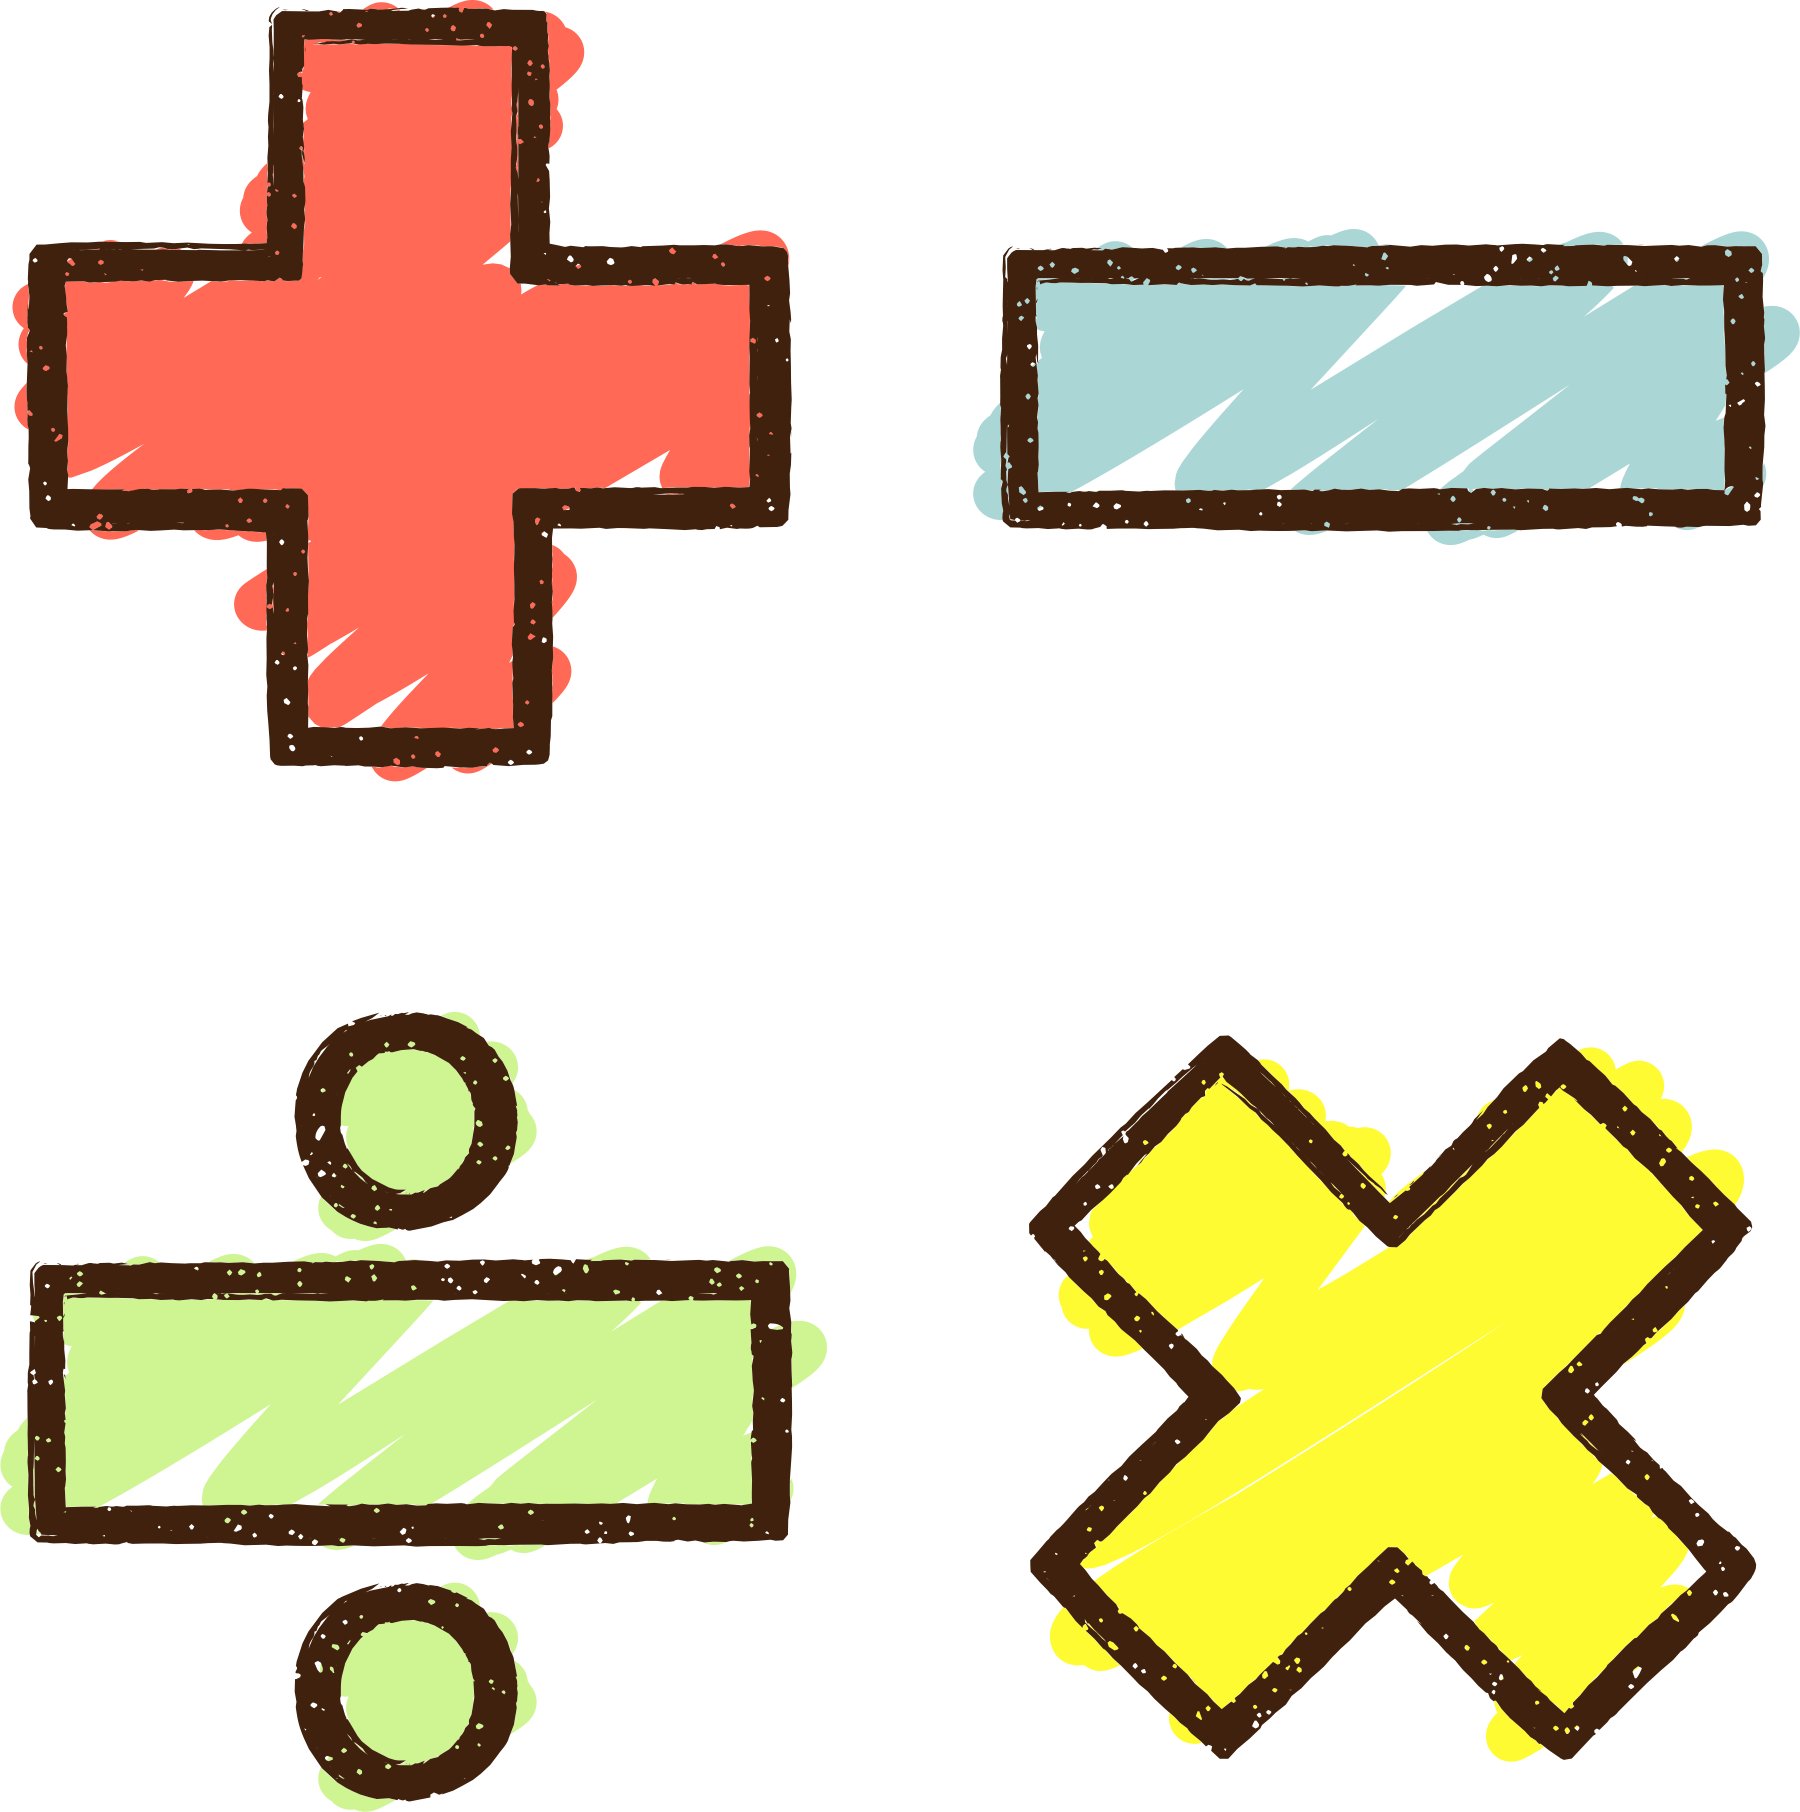 + −
÷ ×